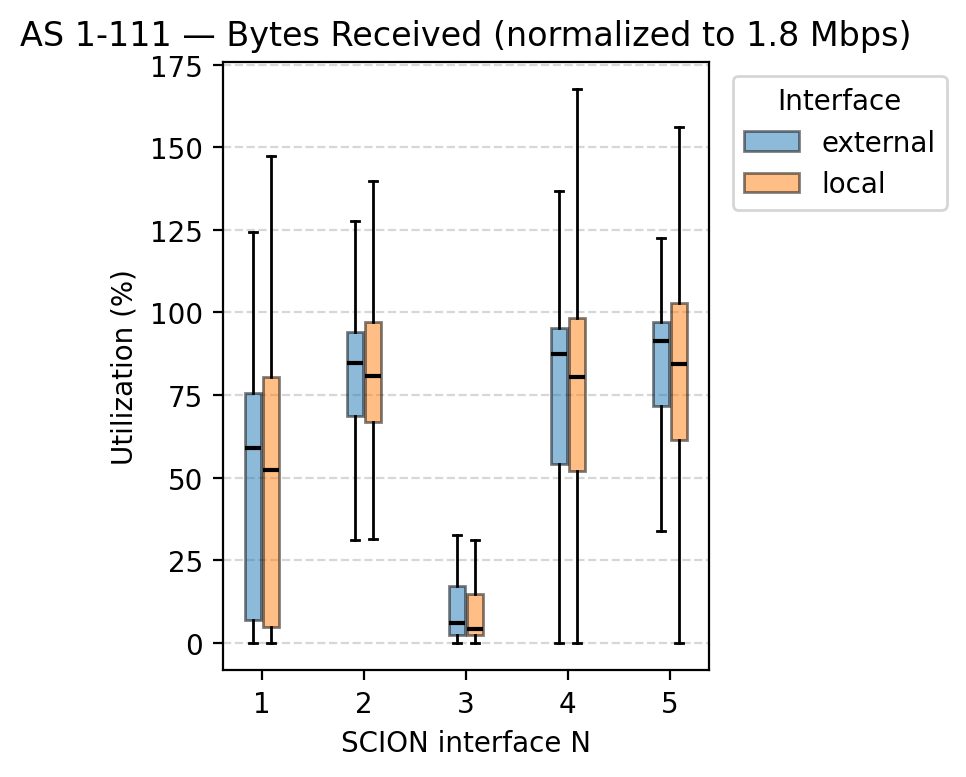 AS 1-111 — Bytes Received (normalized to 1.8 Mbps)
175
150
125
100
75
50
25
0
Utilization (%)
1 2 3 4 5
SCION interface N
Interface
external
local